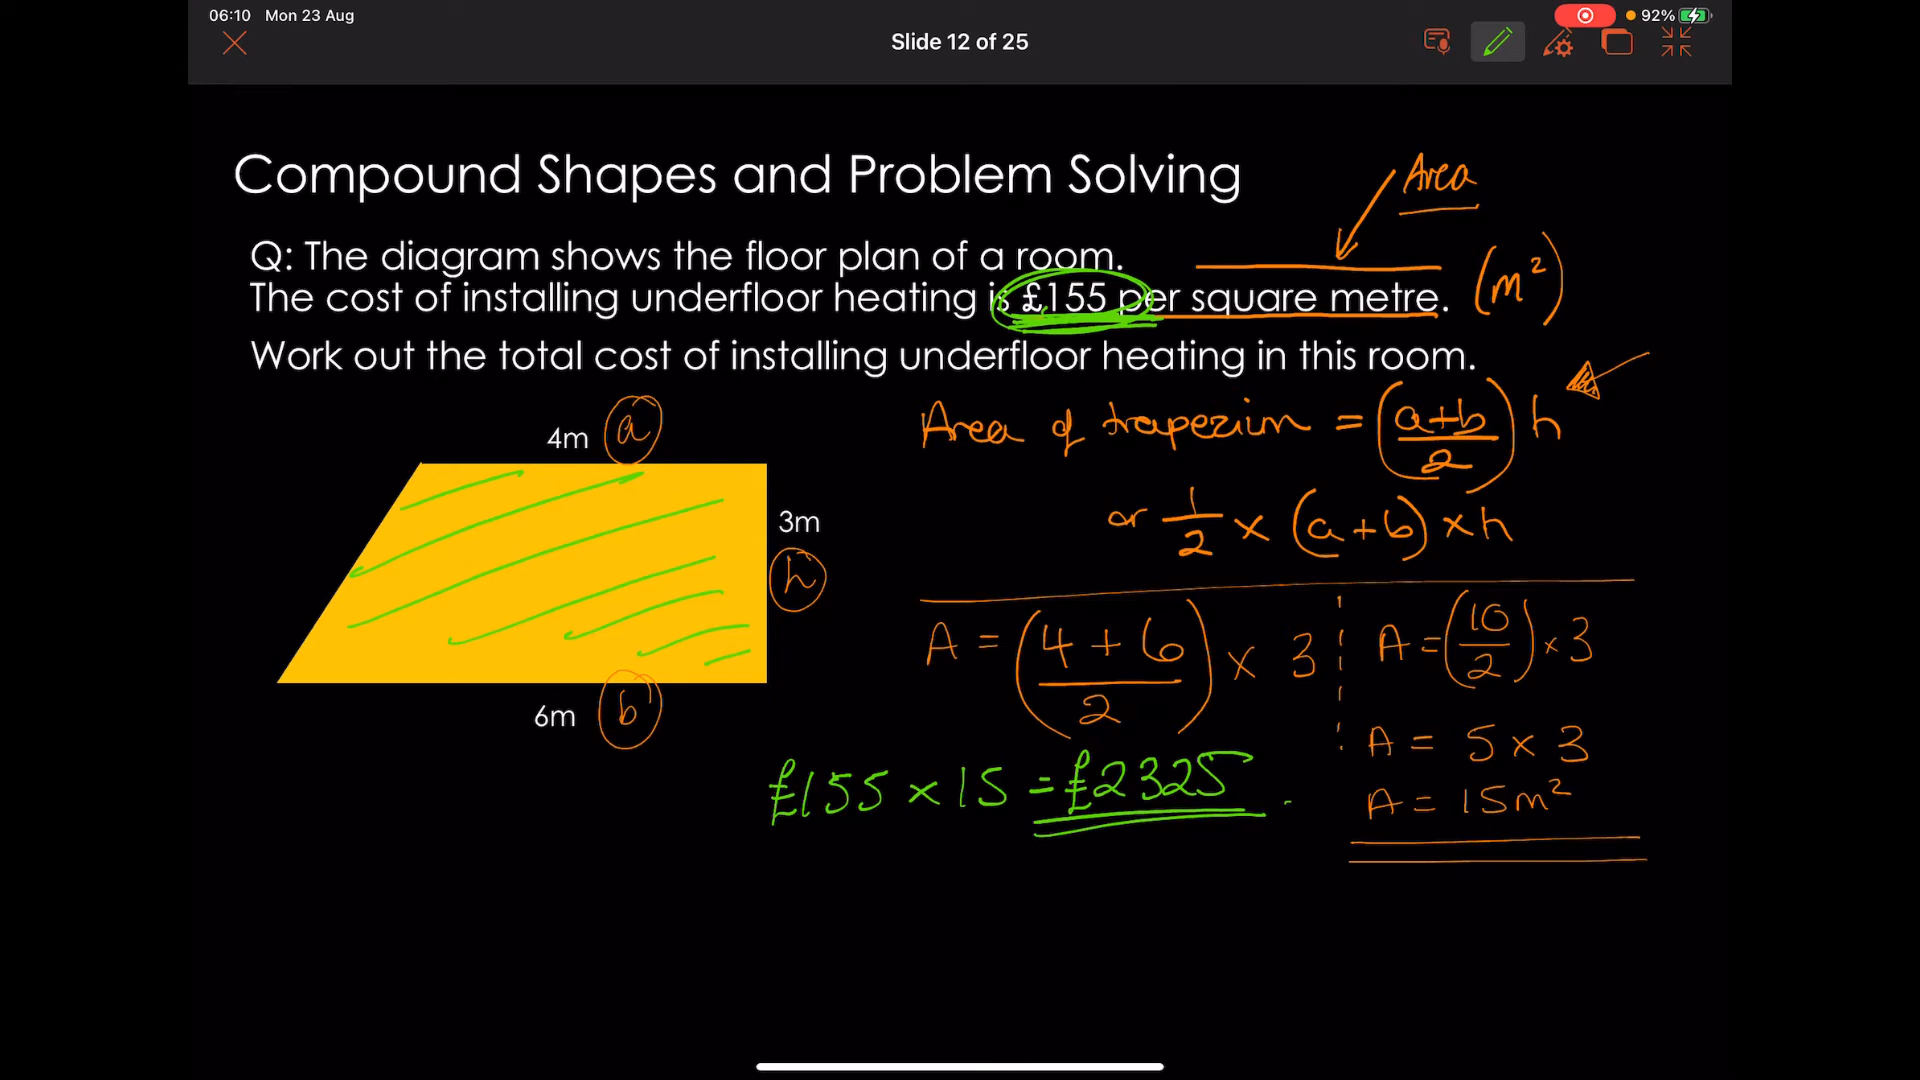 06:10 Mon 23 Aug
92%
Slide 12 of 25
Compound Shapes and Problem Solving
Area
Q: The diagram shows the floor plan of a room.
The cost of installing underfloor heating is £155 per square metre. (m²)
Work out the total cost of installing underfloor heating in this room.
4m a
Area of trapezium = (a+b/2) h
3m
or 1/2 × (a+b) × h
h
A = (4 + 6/2) × 3
A = (10/2) × 3
6m b
A = 5 × 3
£155 × 15 = £2325
A = 15m²